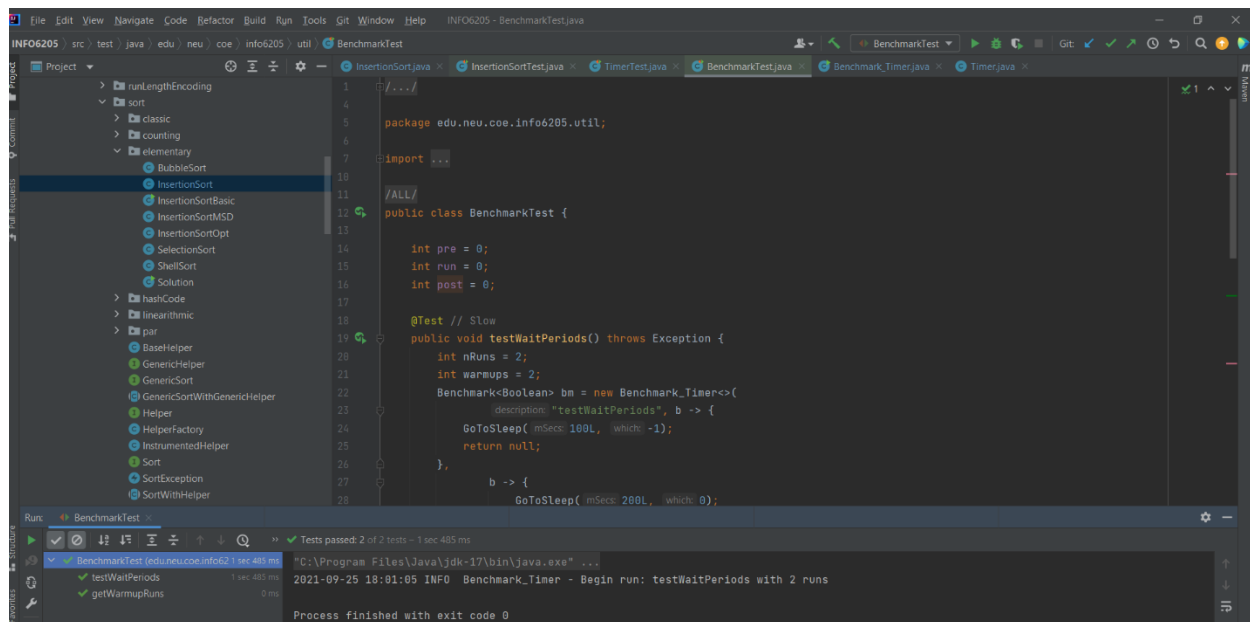 File Edit View Navigate Code Refactor Build Run Tools Git Window Help INFO6205 - BenchmarkTest.java
INFO6205 src test java edu neu coe info6205 util BenchmarkTest BenchmarkTest Git:
Project InsertionSort.java InsertionSortTest.java TimerTest.java BenchmarkTest.java Benchmark_Timer.java Timer.java
Project
Commit
Pull Requests
Structure
Maven
runLengthEncoding
sort
classic
counting
elementary
BubbleSort
InsertionSort
InsertionSortBasic
InsertionSortMSD
InsertionSortOpt
SelectionSort
ShellSort
Solution
hashCode
linearithmic
par
BaseHelper
GenericHelper
GenericSort
GenericSortWithGenericHelper
Helper
HelperFactory
InstrumentedHelper
Sort
SortException
SortWithHelper
1 /.../
1
4
5 package edu.neu.coe.info6205.util;
6
7 import ...
10
11 /ALL/
12 public class BenchmarkTest {
13
14 int pre = 0;
15 int run = 0;
16 int post = 0;
17
18 @Test // Slow
19 public void testWaitPeriods() throws Exception {
20 int nRuns = 2;
21 int warmups = 2;
22 Benchmark<Boolean> bm = new Benchmark_Timer<>(
23 description: "testWaitPeriods", b -> {
24 GoToSleep( mSecs: 100L, which: -1);
25 return null;
26 },
27 b -> {
28 GoToSleep( mSecs: 200L, which: 0);
Run: BenchmarkTest
Tests passed: 2 of 2 tests – 1 sec 485 ms
BenchmarkTest (edu.neu.coe.info62 1 sec 485 ms
testWaitPeriods 1 sec 485 ms
getWarmupRuns 0 ms
"C:\Program Files\Java\jdk-17\bin\java.exe" ...
2021-09-25 18:01:05 INFO Benchmark_Timer - Begin run: testWaitPeriods with 2 runs
Process finished with exit code 0